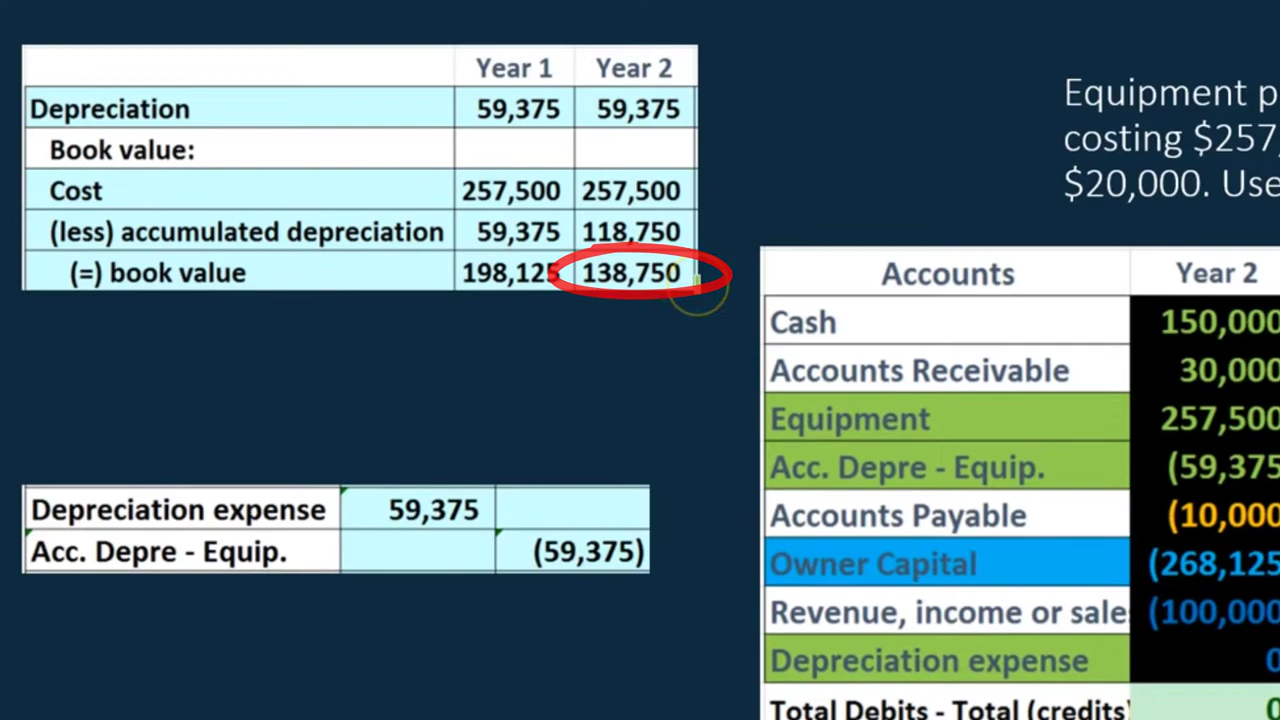 Year 1 Year 2
Depreciation 59,375 59,375
Book value:
Cost 257,500 257,500
(less) accumulated depreciation 59,375 118,750
(=) book value 198,125 138,750
Equipment p
costing $257,
$20,000. Use
Accounts Year 2
Cash 150,000
Accounts Receivable 30,000
Equipment 257,500
Acc. Depre - Equip. (59,375
Accounts Payable (10,000
Owner Capital (268,125
Revenue, income or sale (100,000
Depreciation expense 0
Total Debits - Total (credits) 0
Depreciation expense 59,375
Acc. Depre - Equip. (59,375)